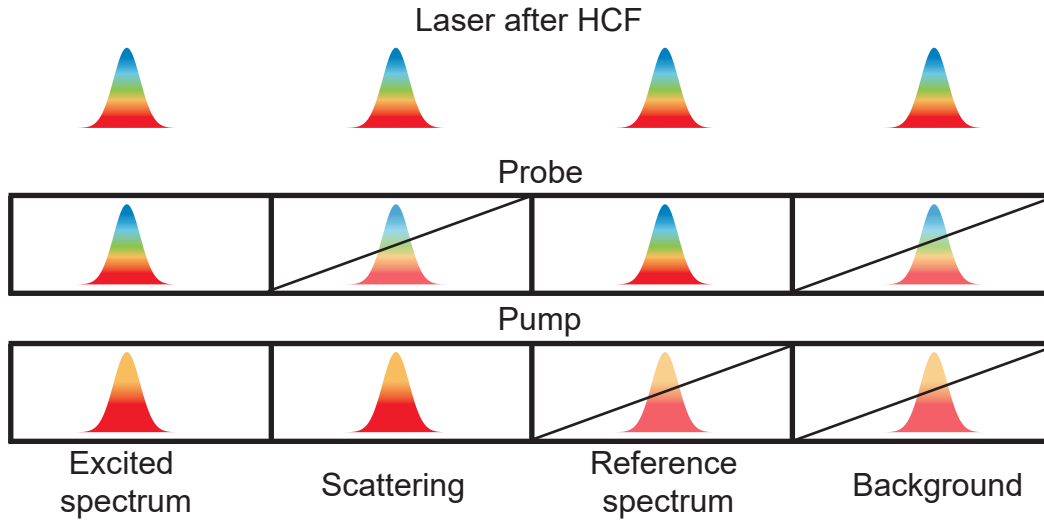 Laser after HCF
Probe
Pump
Excited
spectrum
Scattering
Reference
spectrum
Background